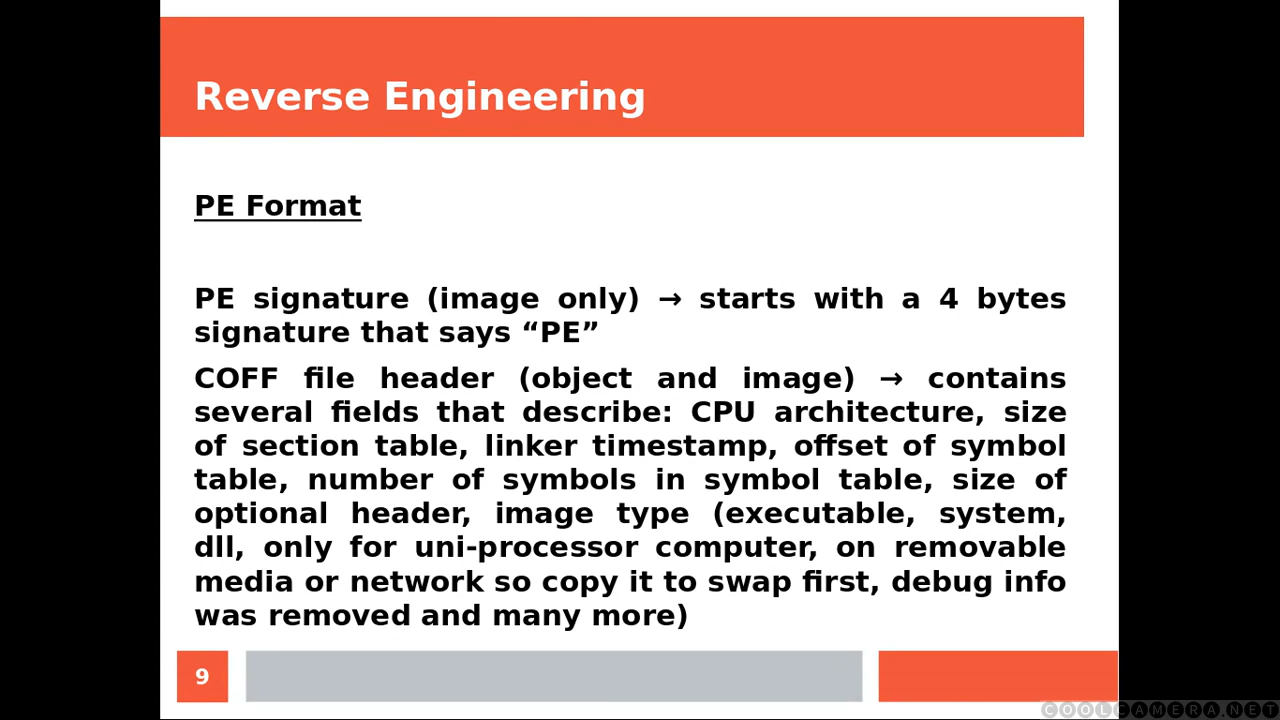 Reverse Engineering
PE Format
PE signature (image only) → starts with a 4 bytes
signature that says “PE”
COFF file header (object and image) → contains
several fields that describe: CPU architecture, size
of section table, linker timestamp, offset of symbol
table, number of symbols in symbol table, size of
optional header, image type (executable, system,
dll, only for uni-processor computer, on removable
media or network so copy it to swap first, debug info
was removed and many more)
9
COOLCAMERA.NET